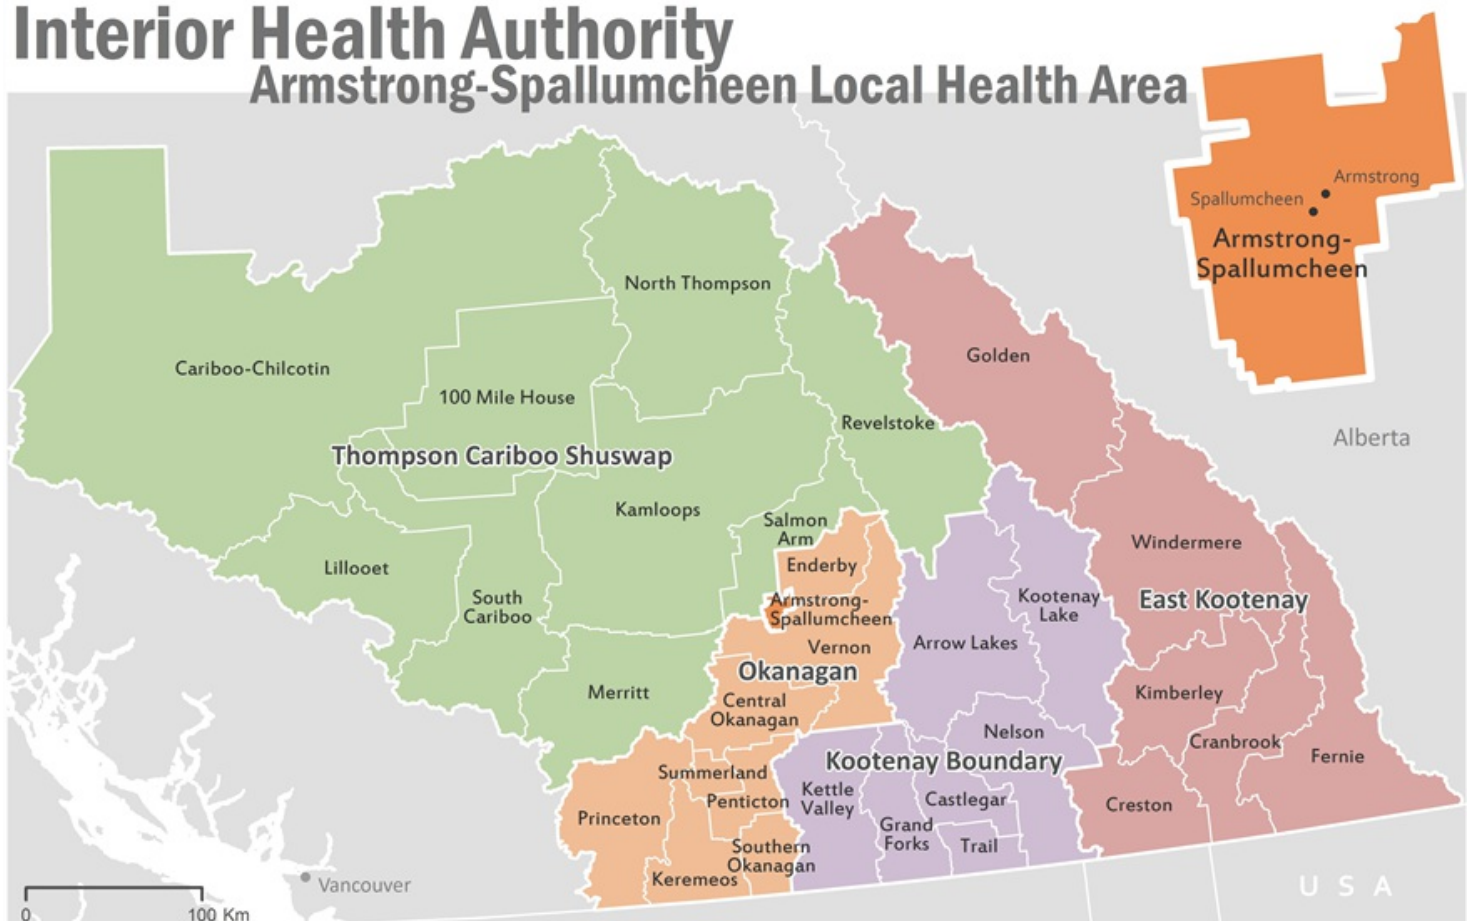 Interior Health Authority
Armstrong-Spallumcheen Local Health Area
Armstrong
Spallumcheen
Armstrong-
Spallumcheen
North Thompson
Cariboo-Chilcotin
Golden
100 Mile House
Revelstoke
Alberta
Thompson Cariboo Shuswap
Kamloops
Salmon
Arm
Windermere
Lillooet
Enderby
South
Cariboo
Armstrong-
Spallumcheen
Kootenay
Lake
East Kootenay
Arrow Lakes
Vernon
Okanagan
Merritt
Kimberley
Central
Okanagan
Nelson
Cranbrook
Fernie
Kootenay Boundary
Summerland
Kettle
Valley
Penticton
Castlegar
Creston
Princeton
Grand
Forks
Trail
Southern
Okanagan
Keremeos
Vancouver
USA
0 100 Km